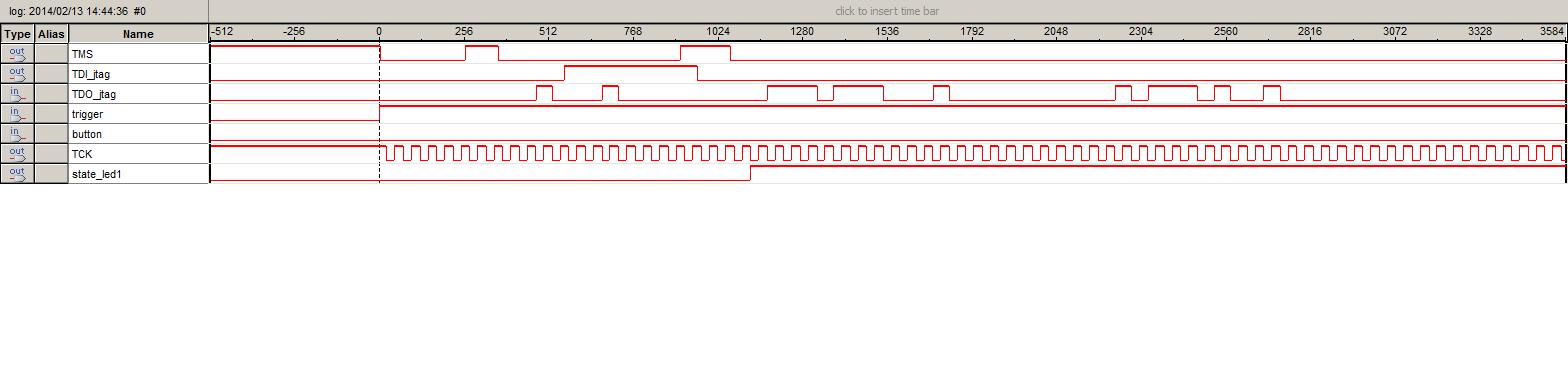 log: 2014/02/13 14:44:36 #0 click to insert time bar
Type Alias Name -512 -256 0 256 512 768 1024 1280 1536 1792 2048 2304 2560 2816 3072 3328 3584
out TMS
out TDI_jtag
in TDO_jtag
in trigger
in button
out TCK
out state_led1